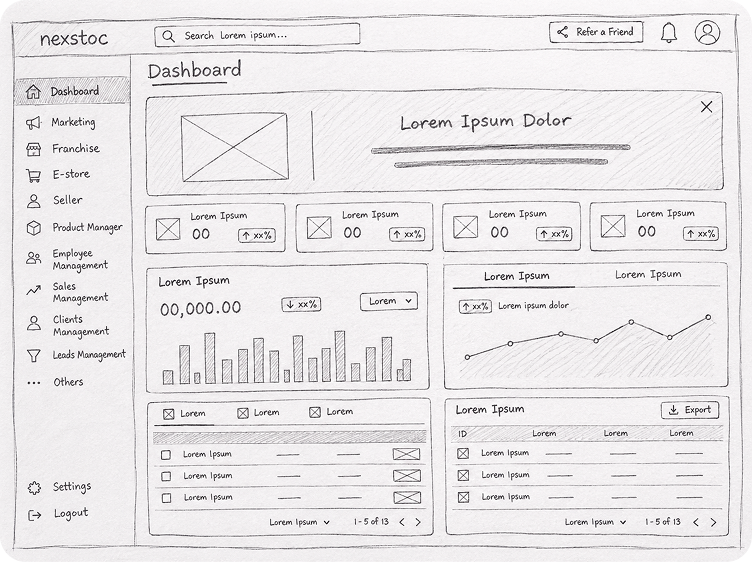 nexstoc
Search Lorem ipsum...
Refer a Friend
Dashboard
Marketing
Franchise
E-store
Seller
Product Manager
Employee
Management
Sales
Management
Clients
Management
Leads Management
Others
Settings
Logout
Dashboard
Lorem Ipsum Dolor
Lorem Ipsum
00
↑ xx%
Lorem Ipsum
00
↑ xx%
Lorem Ipsum
00
↑ xx%
Lorem Ipsum
00
↑ xx%
Lorem Ipsum
00,000.00
↓ xx%
Lorem
Lorem Ipsum
Lorem Ipsum
↑ xx%
Lorem ipsum dolor
Lorem
Lorem
Lorem
Lorem Ipsum
Lorem Ipsum
Lorem Ipsum
Lorem Ipsum
1-5 of 13
Lorem Ipsum
Export
ID
Lorem
Lorem
Lorem
Lorem Ipsum
Lorem Ipsum
Lorem Ipsum
Lorem Ipsum
1-5 of 13